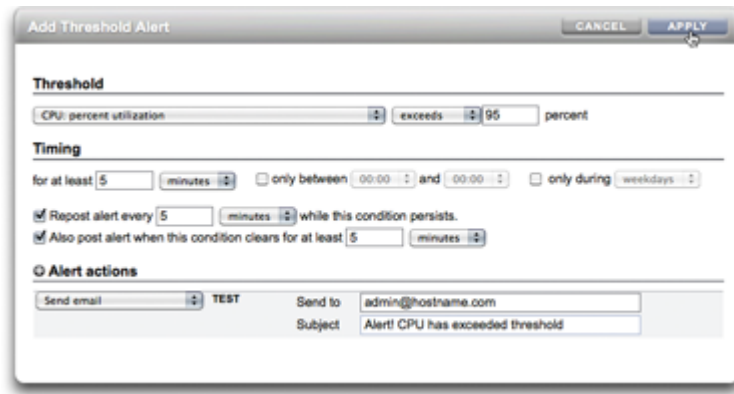 Add Threshold Alert CANCEL APPLY
Threshold
CPU: percent utilization exceeds 95 percent
Timing
for at least 5 minutes only between 00:00 and 00:00 only during weekdays
Repost alert every 5 minutes while this condition persists.
Also post alert when this condition clears for at least 5 minutes
Alert actions
Send email TEST Send to admin@hostname.com
Subject Alert! CPU has exceeded threshold